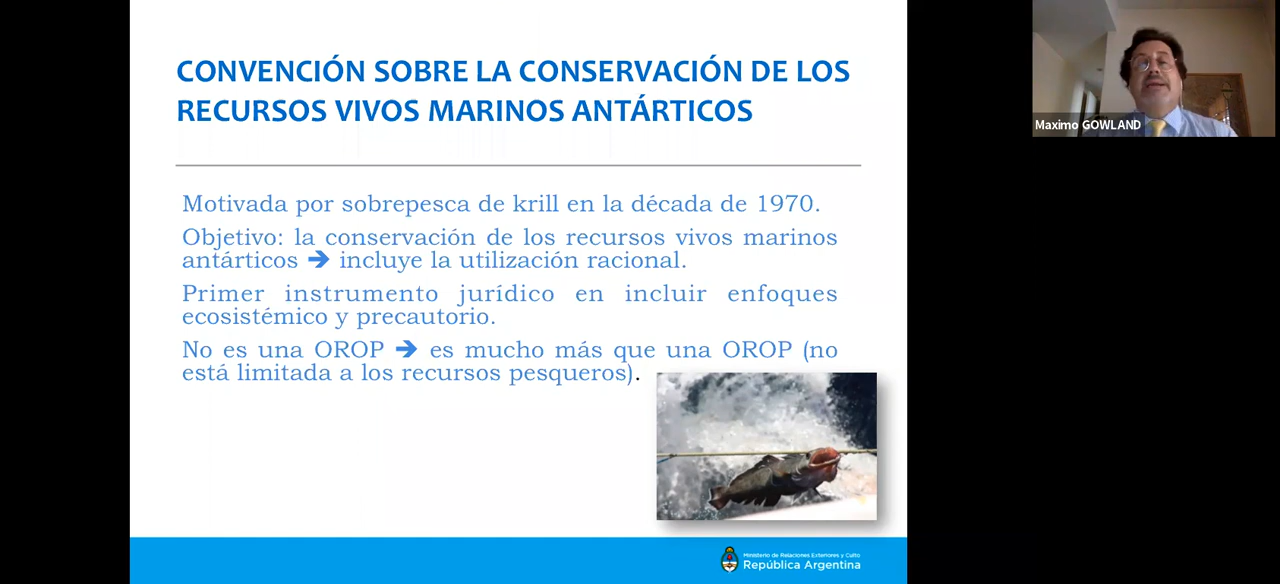 CONVENCIÓN SOBRE LA CONSERVACIÓN DE LOS
RECURSOS VIVOS MARINOS ANTÁRTICOS
Motivada por sobrepesca de krill en la década de 1970.
Objetivo: la conservación de los recursos vivos marinos
antárticos ➔ incluye la utilización racional.
Primer instrumento jurídico en incluir enfoques
ecosistémico y precautorio.
No es una OROP ➔ es mucho más que una OROP (no
está limitada a los recursos pesqueros).
Ministerio de Relaciones Exteriores y Culto
República Argentina
Maximo GOWLAND